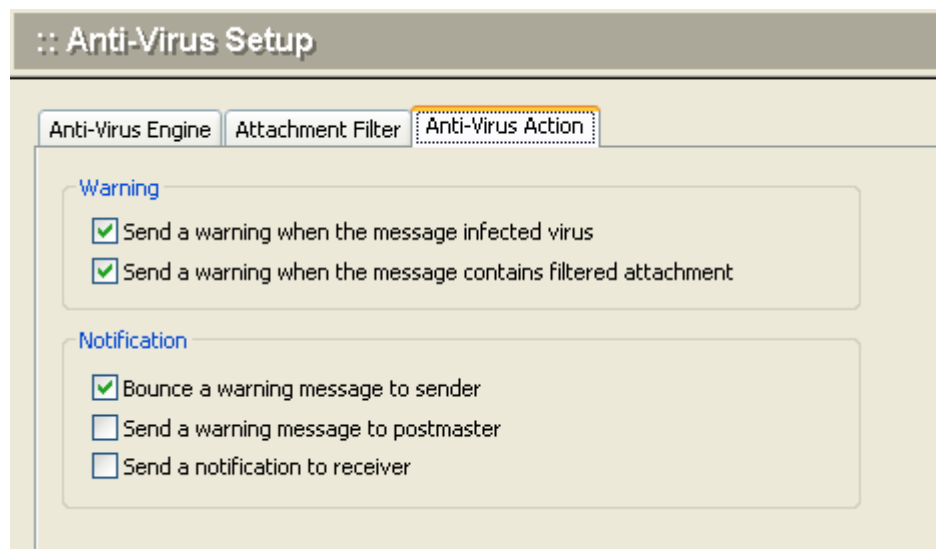 :: Anti-Virus Setup
Anti-Virus Engine Attachment Filter Anti-Virus Action
Warning
Send a warning when the message infected virus
Send a warning when the message contains filtered attachment
Notification
Bounce a warning message to sender
Send a warning message to postmaster
Send a notification to receiver